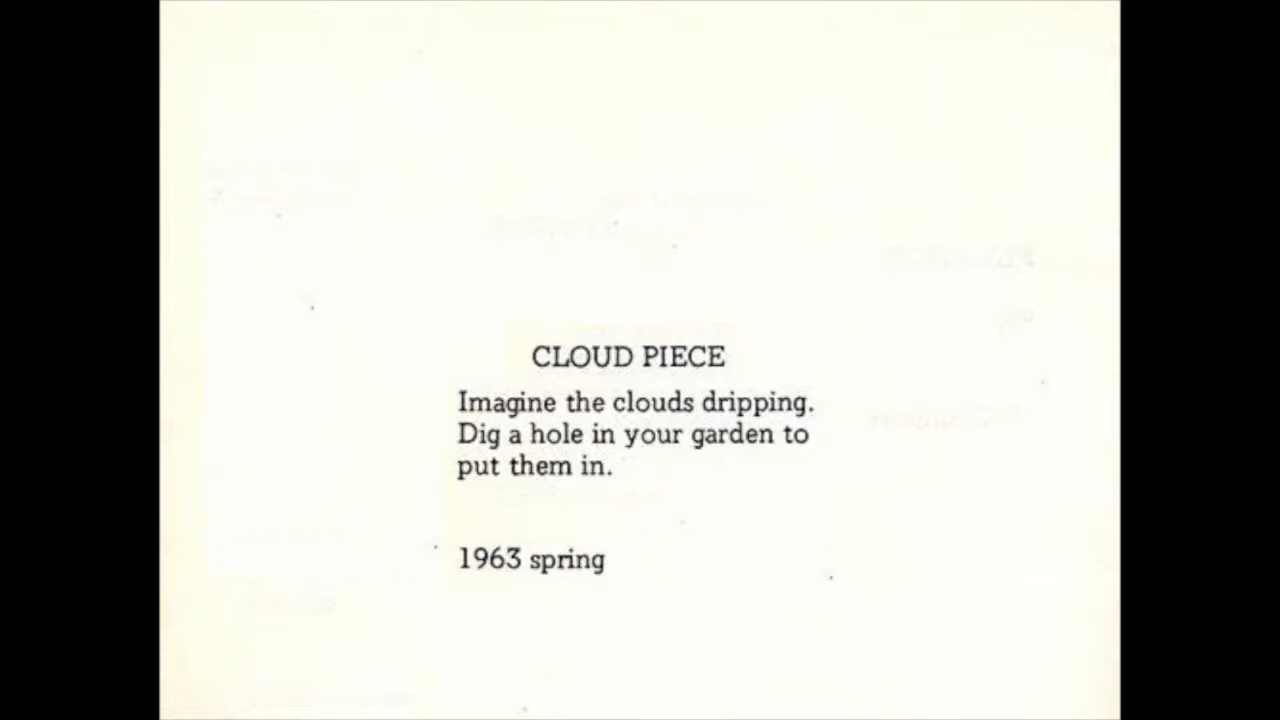 CLOUD PIECE
Imagine the clouds dripping.
Dig a hole in your garden to
put them in.
1963 spring